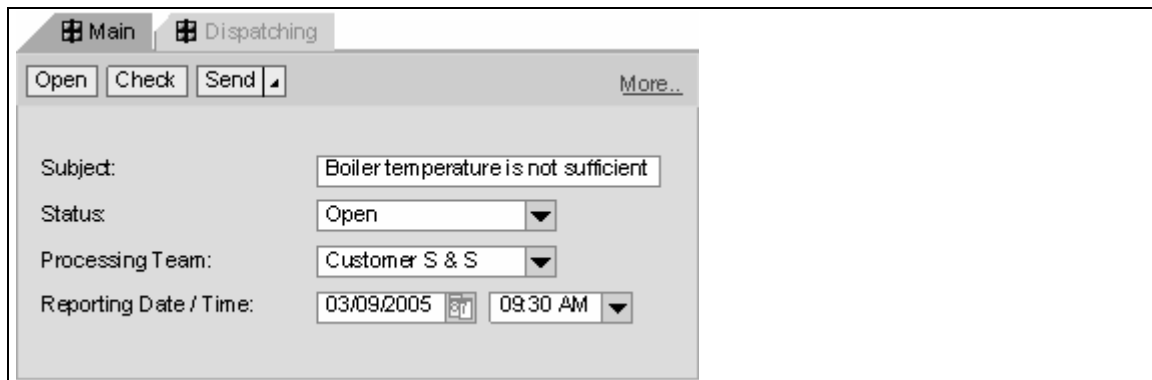 Main Dispatching
Open Check Send More..
Subject: Boiler temperature is not sufficient
Status: Open
Processing Team: Customer S & S
Reporting Date / Time: 03/09/2005 31 09:30 AM